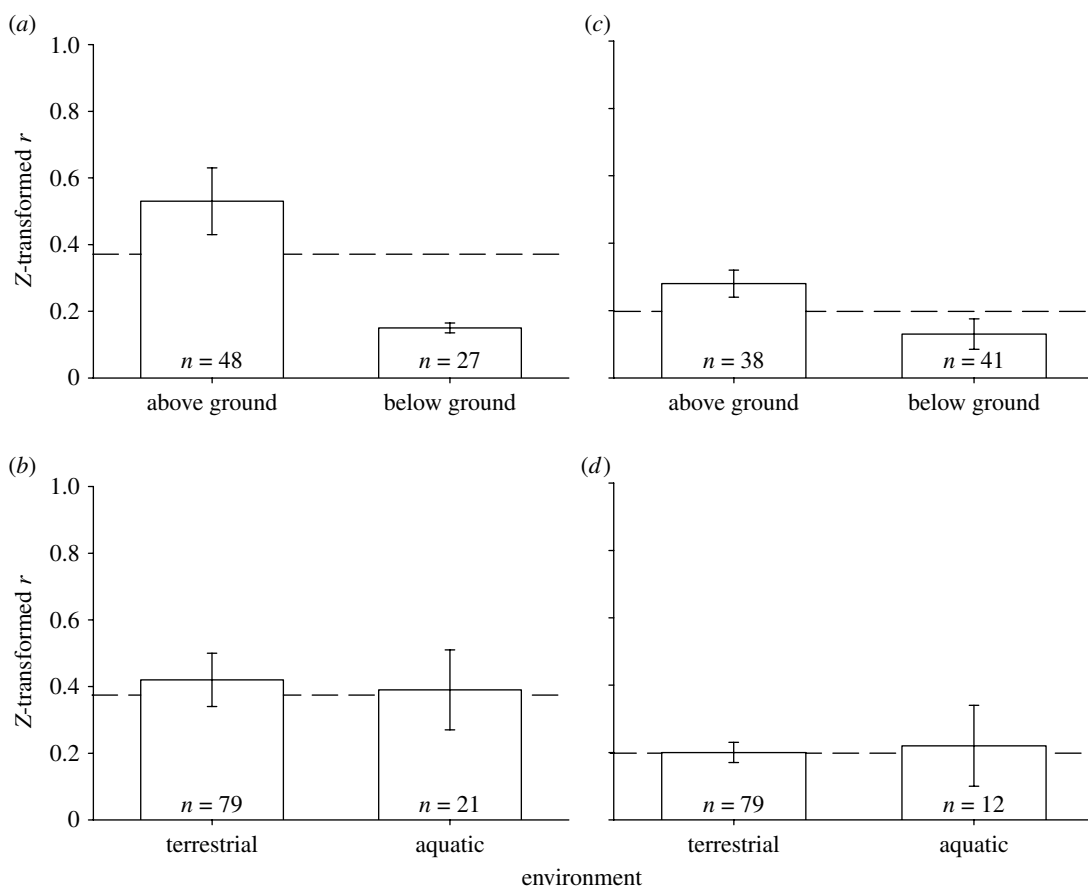 (a)
1.0
0.8
0.6
0.4
0.2
0
Z-transformed r
n = 48
n = 27
above ground
below ground
(c)
n = 38
n = 41
above ground
below ground
(b)
1.0
0.8
0.6
0.4
0.2
0
Z-transformed r
n = 79
n = 21
terrestrial
aquatic
(d)
n = 79
n = 12
terrestrial
aquatic
environment